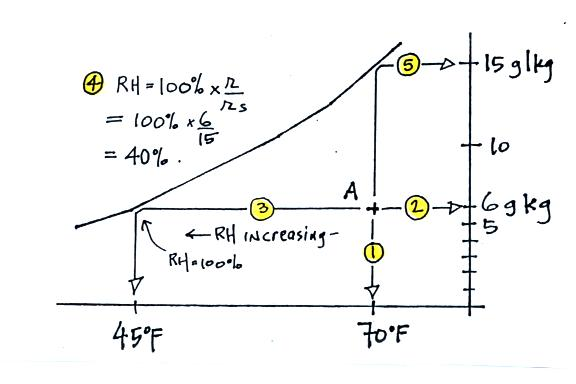 ④ RH = 100% × r/rs
= 100% × 6/15
= 40%.
⑤
15 g/kg
10
A
③
②
6 g kg
5
← RH INCREASING -
RH=100%
①
45°F
70°F